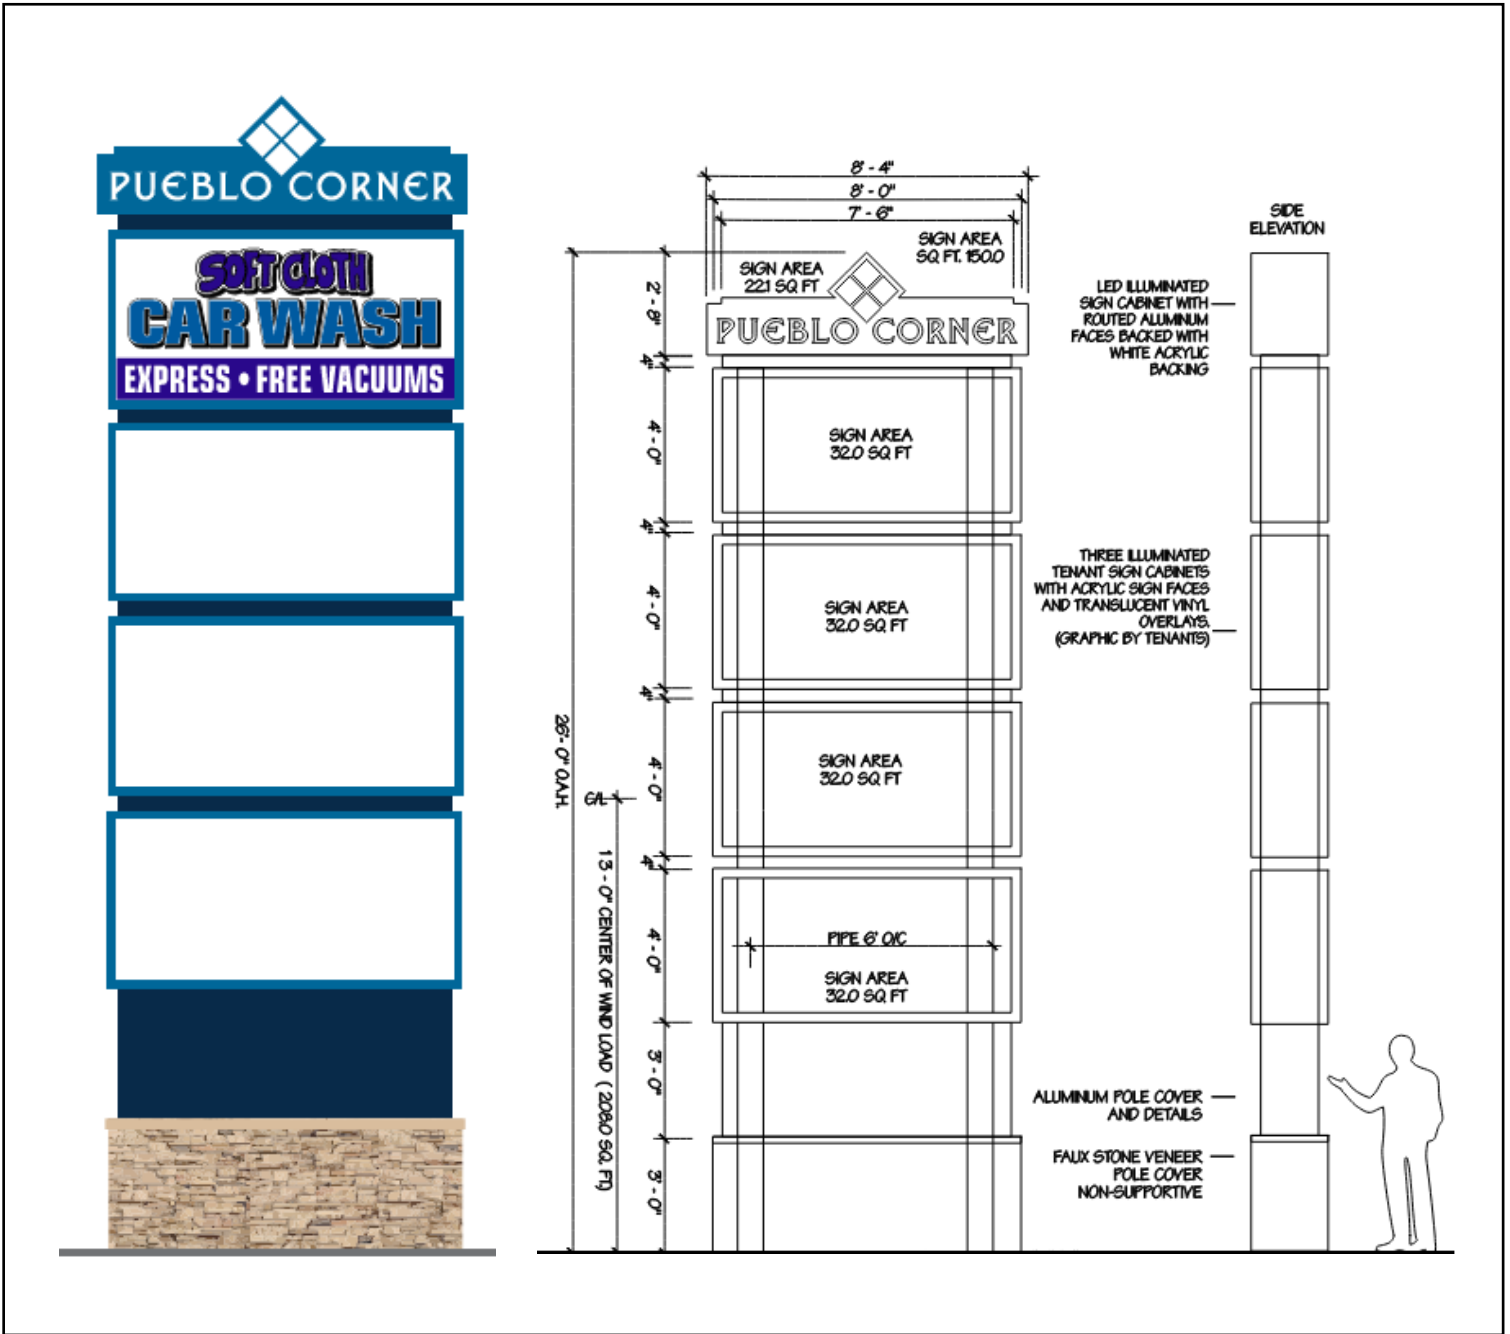 PUEBLO CORNER
SOFT CLOTH
CAR WASH
EXPRESS • FREE VACUUMS
8' - 4"
8' - 0"
7' - 6"
SIGN AREA
SQ FT. 150.0
SIGN AREA
22.1 SQ FT
PUEBLO CORNER
2' - 8"
4"
4' - 0"
SIGN AREA
32.0 SQ FT
4"
4' - 0"
SIGN AREA
32.0 SQ FT
4"
4' - 0"
SIGN AREA
32.0 SQ FT
4"
4' - 0"
PIPE 6' O/C
SIGN AREA
32.0 SQ FT
3' - 0"
3' - 0"
26'- 0" O.A.H.
C/L
13 - 0" CENTER OF WIND LOAD ( 208.0 SQ. FT)
SIDE
ELEVATION
LED ILLUMINATED
SIGN CABINET WITH
ROUTED ALUMINUM
FACES BACKED WITH
WHITE ACRYLIC
BACKING
THREE ILLUMINATED
TENANT SIGN CABINETS
WITH ACRYLIC SIGN FACES
AND TRANSLUCENT VINYL
OVERLAYS.
(GRAPHIC BY TENANTS)
ALUMINUM POLE COVER
AND DETAILS
FAUX STONE VENEER
POLE COVER
NON-SUPPORTIVE